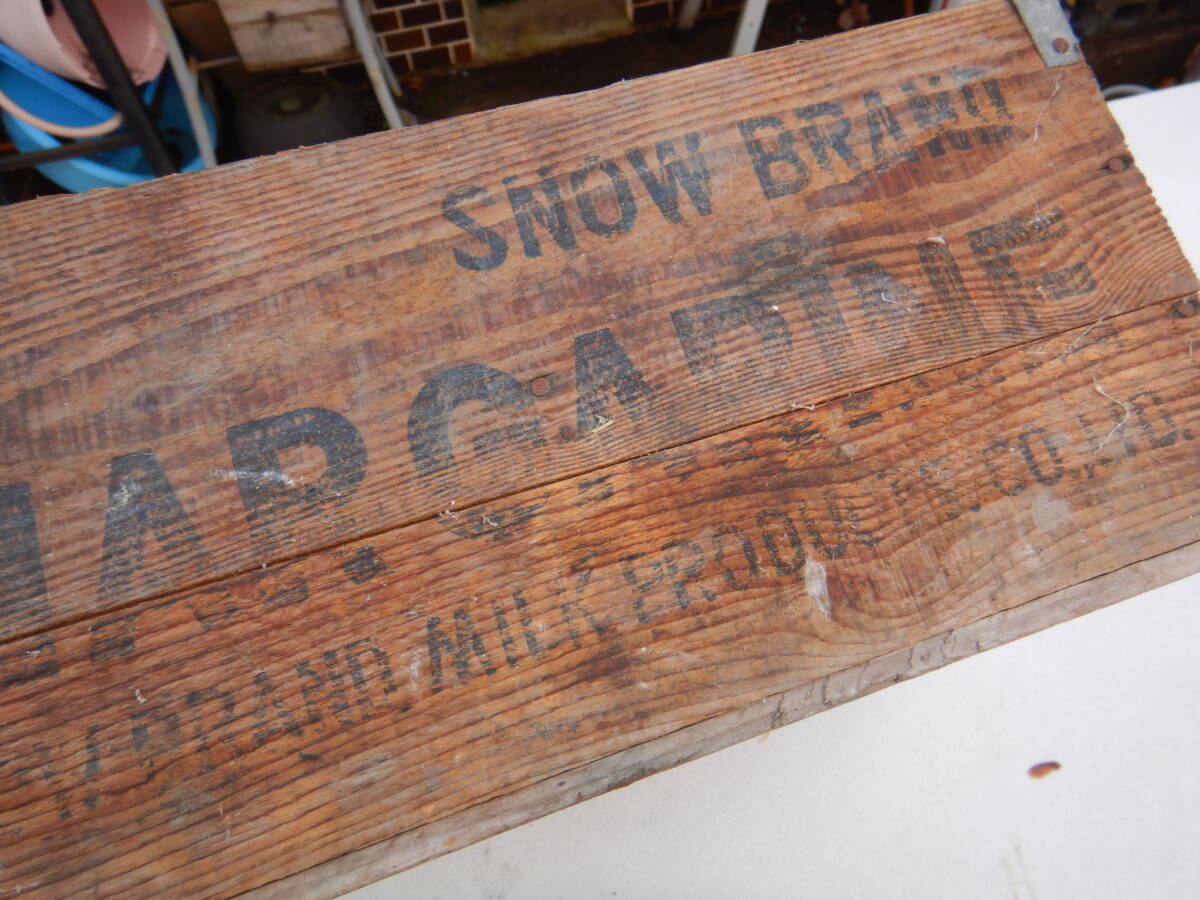 SNOW BRAND
MARGARINE
BRAND MILK PRODUCTS CO., LTD.